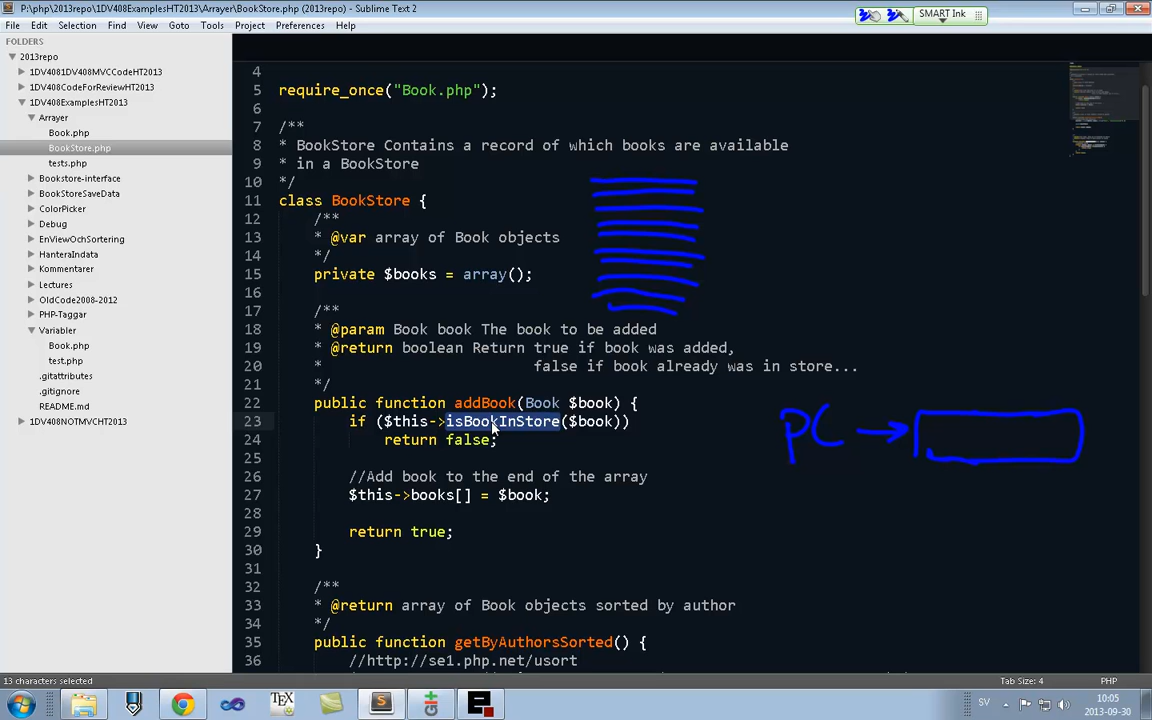 P:\php\2013repo\1DV408ExamplesHT2013\Arrayer\BookStore.php (2013repo) - Sublime Text 2
SMART Ink
File Edit Selection Find View Goto Tools Project Preferences Help
FOLDERS
2013repo
1DV4081DV408MVCCodeHT2013
1DV408CodeForReviewHT2013
1DV408ExamplesHT2013
Arrayer
Book.php
BookStore.php
tests.php
Bookstore-interface
BookStoreSaveData
ColorPicker
Debug
EnViewOchSortering
HanteraIndata
Kommentarer
Lectures
OldCode2008-2012
PHP-Taggar
Variabler
Book.php
test.php
.gitattributes
.gitignore
README.md
1DV408NOTMVCHT2013
4
5 require_once("Book.php");
6
7 /**
8 * BookStore Contains a record of which books are available
9 * in a BookStore
10 */
11 class BookStore {
12 /**
13 * @var array of Book objects
14 */
15 private $books = array();
16
17 /**
18 * @param Book book The book to be added
19 * @return boolean Return true if book was added,
20 * false if book already was in store...
21 */
22 public function addBook(Book $book) {
23 if ($this->isBookInStore($book))
24 return false;
25
26 //Add book to the end of the array
27 $this->books[] = $book;
28
29 return true;
30 }
31
32 /**
33 * @return array of Book objects sorted by author
34 */
35 public function getByAuthorsSorted() {
36 //http://se1.php.net/usort
PC
13 characters selected
Tab Size: 4 PHP
SV
10:05
2013-09-30